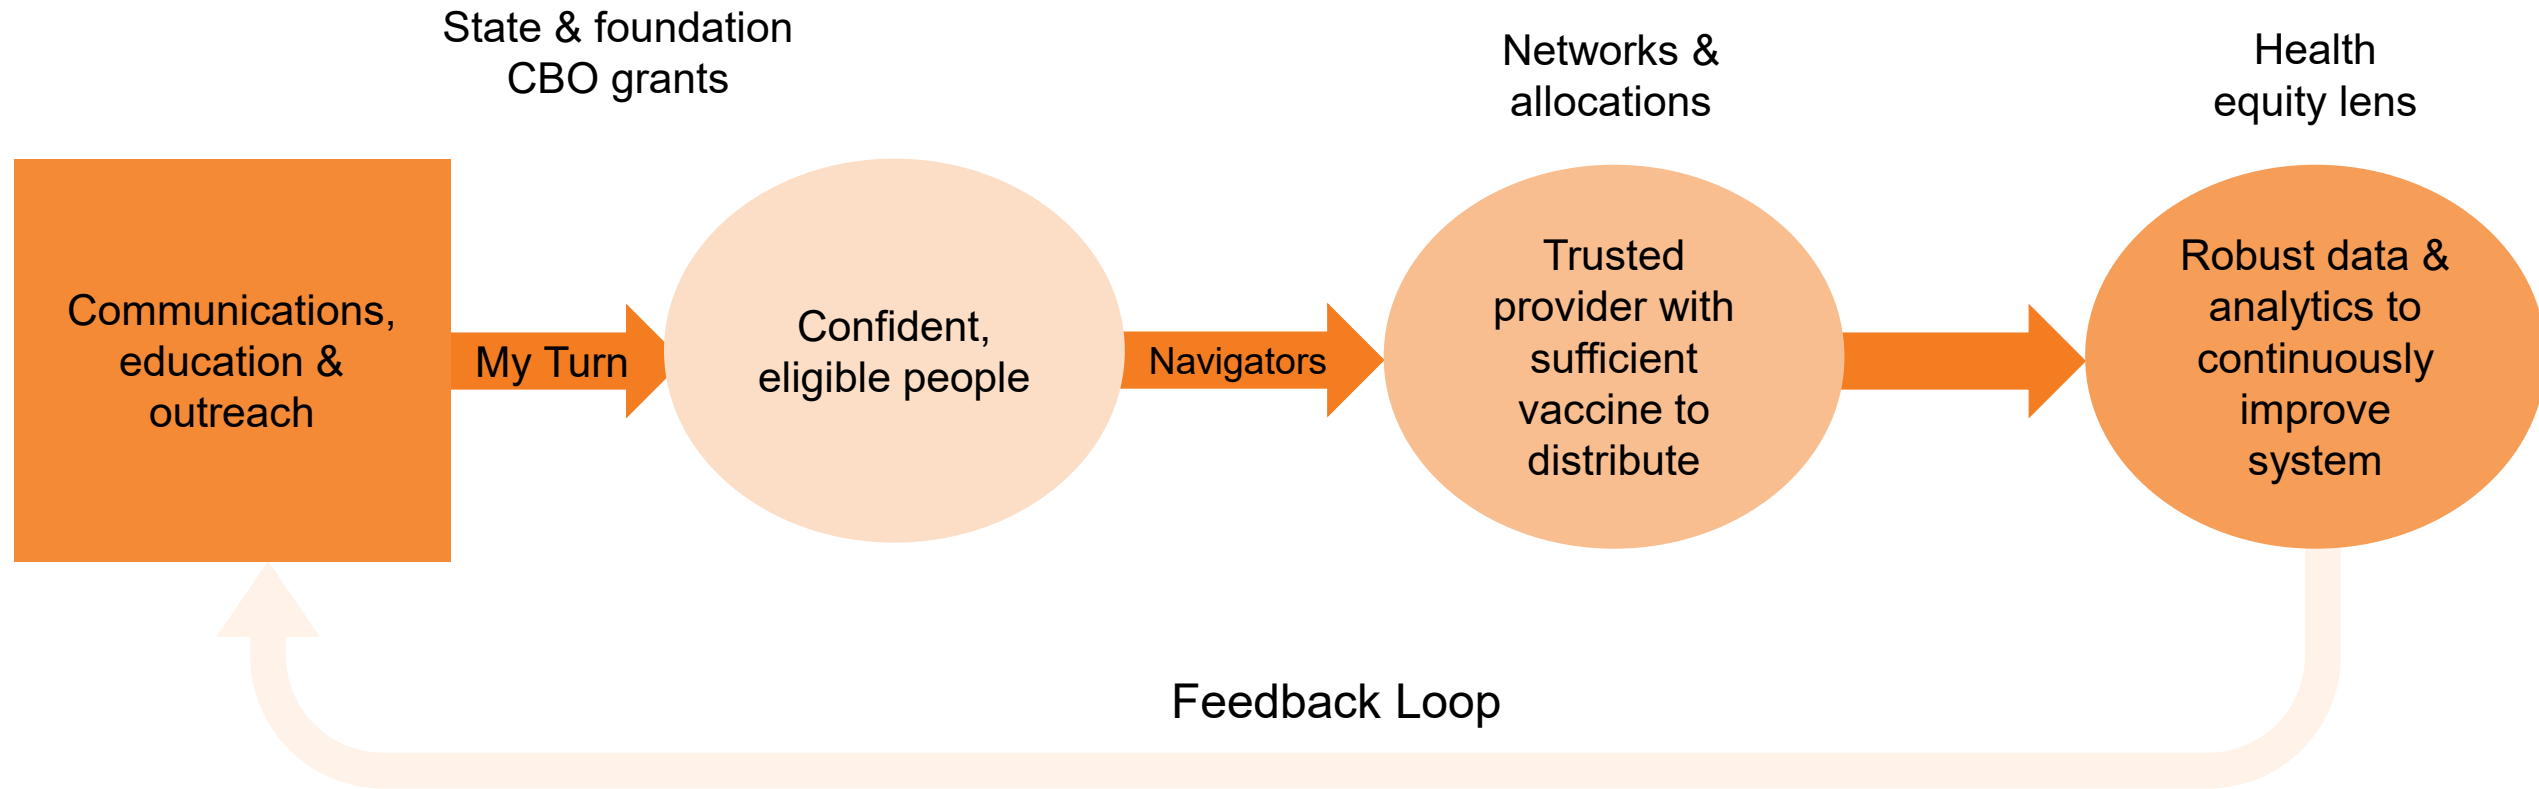 State & foundation
CBO grants
Networks &
allocations
Health
equity lens
Communications,
education &
outreach
My Turn
Confident,
eligible people
Navigators
Trusted
provider with
sufficient
vaccine to
distribute
Robust data &
analytics to
continuously
improve
system
Feedback Loop